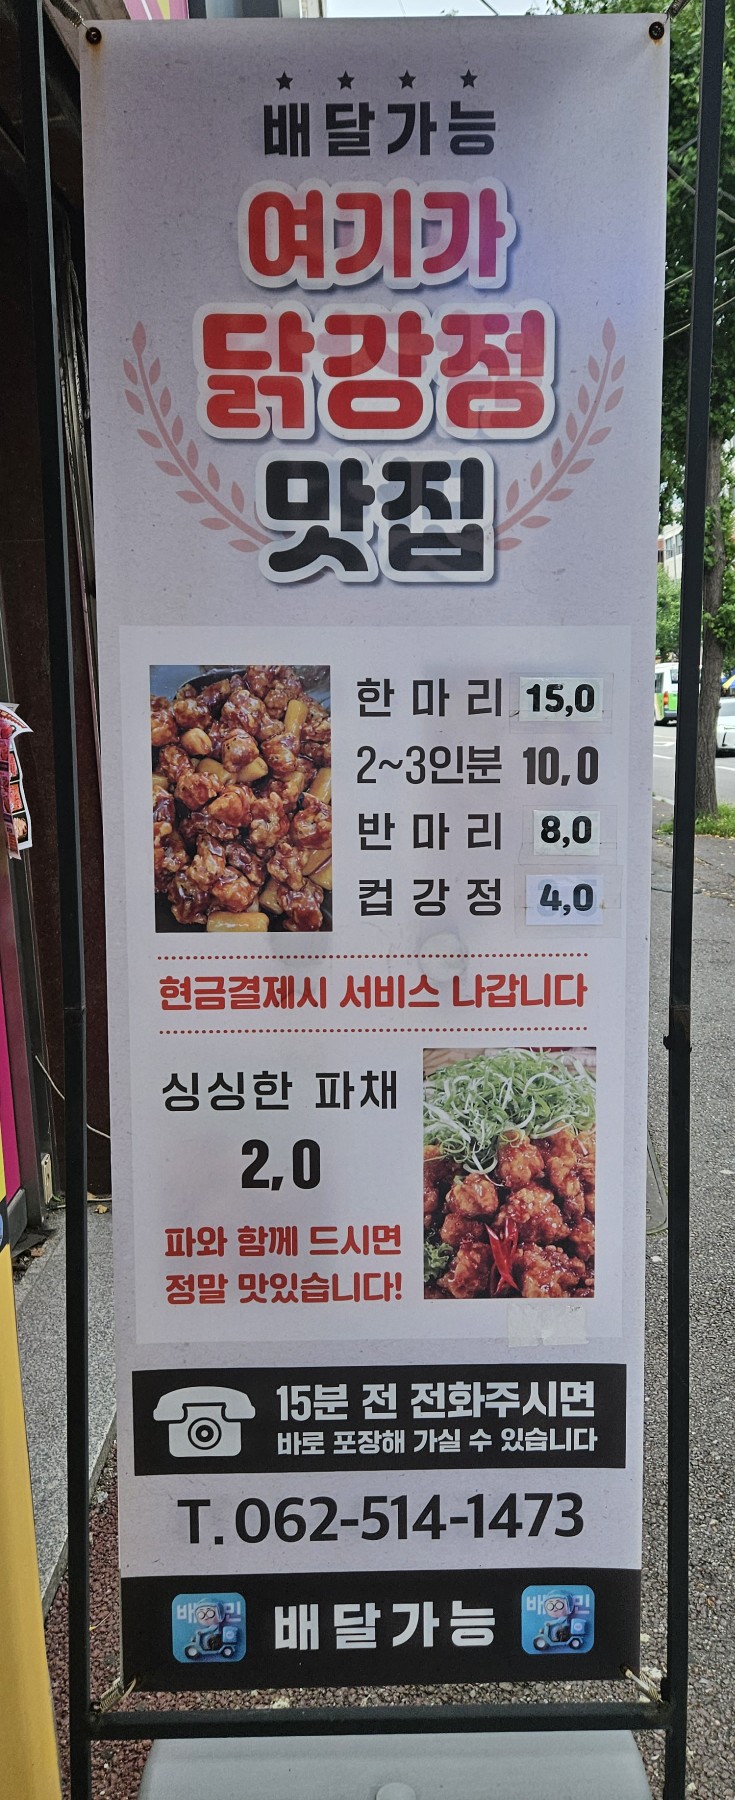 배달가능
여기가
닭강정
맛집
한마리 15,0
2~3인분 10,0
반마리 8,0
컵강정 4,0
현금결제시 서비스 나갑니다
싱싱한 파채
2,0
파와 함께 드시면
정말 맛있습니다!
15분 전 전화주시면
바로 포장해 가실 수 있습니다
T.062-514-1473
배달가능